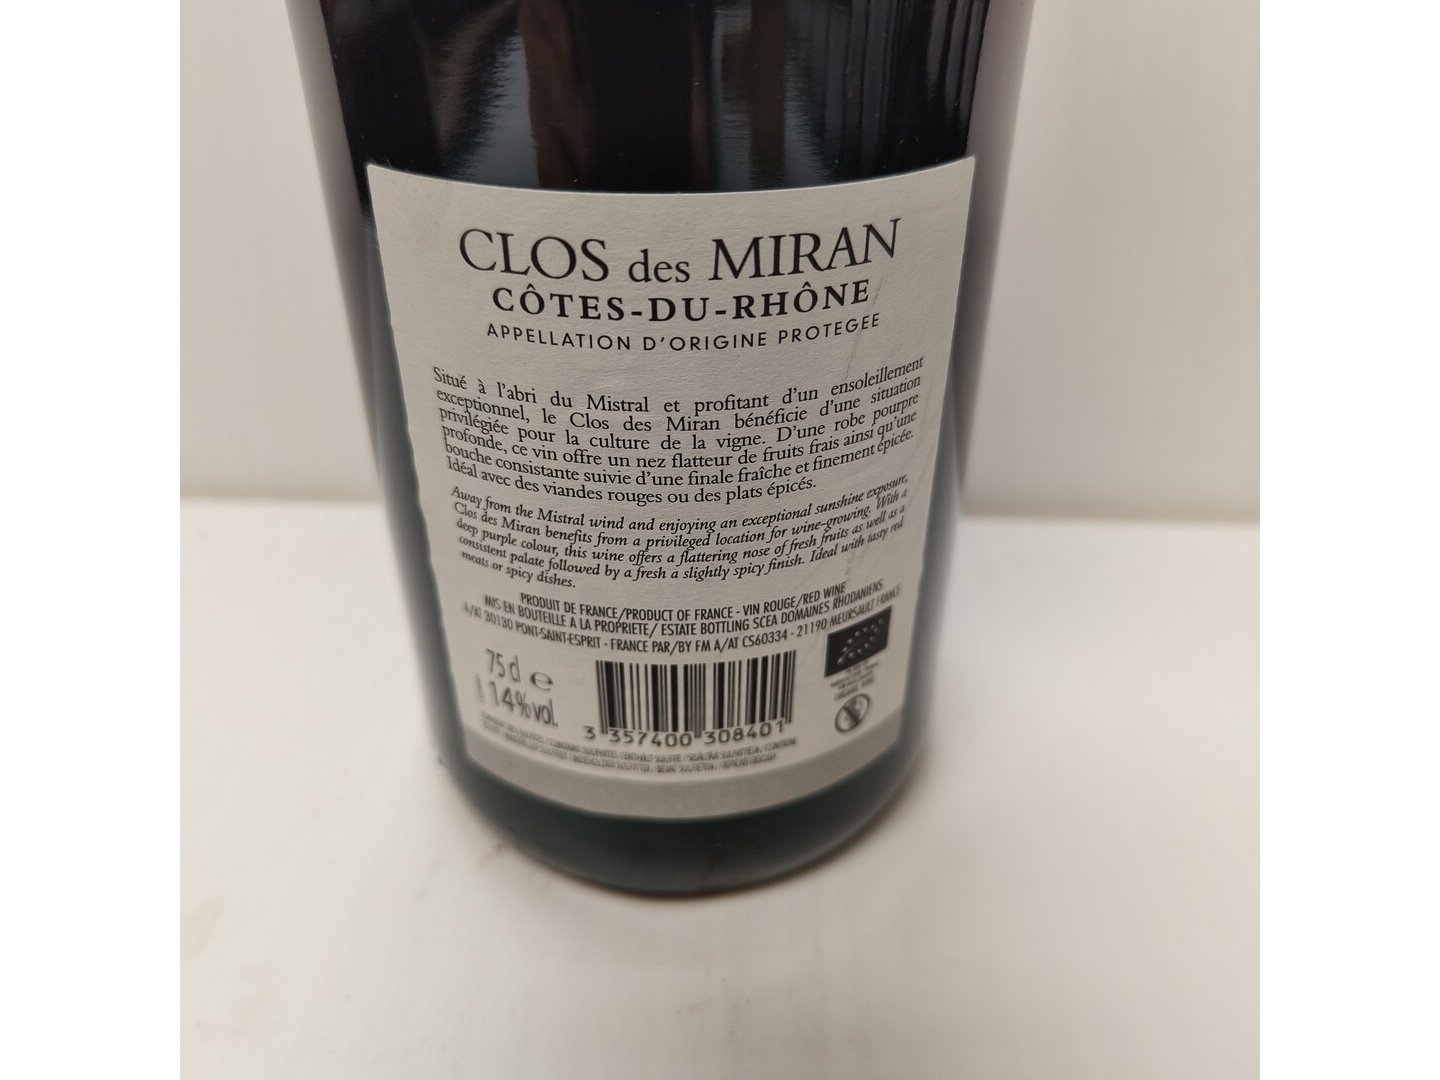 CLOS des MIRAN
CÔTES-DU-RHÔNE
APPELLATION D'ORIGINE PROTEGEE
Situé à l'abri du Mistral et profitant d'un ensoleillement
exceptionnel, le Clos des Miran bénéficie d'une situation
privilégiée pour la culture de la vigne. D'une robe pourpre
profonde, ce vin offre un nez flatteur de fruits frais ainsi qu'une
bouche consistante suivie d'une finale fraîche et finement épicée.
Idéal avec des viandes rouges ou des plats épicés.
Away from the Mistral wind and enjoying an exceptional sunshine exposure,
Clos des Miran benefits from a privileged location for wine-growing. With a
deep purple colour, this wine offers a flattering nose of fresh fruits as well as a
consistent palate followed by a fresh a slightly spicy finish. Ideal with tasty red
meats or spicy dishes.
PRODUIT DE FRANCE/PRODUCT OF FRANCE - VIN ROUGE/RED WINE
MIS EN BOUTEILLE A LA PROPRIETE/ ESTATE BOTTLING SCEA DOMAINES RHODANIENS
A/AT 30130 PONT-SAINT-ESPRIT - FRANCE PAR/BY FM A/AT CS60334 - 21190 MEURSAULT FRANCE
75 cl e
14%vol.
3 357400 308401